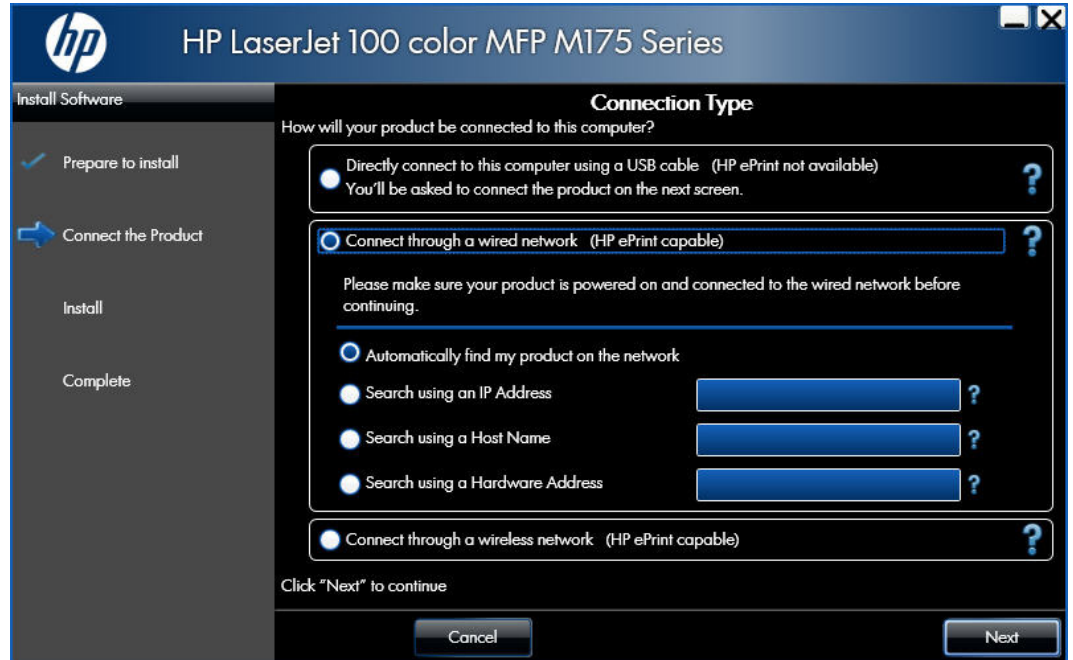 hp
HP LaserJet 100 color MFP M175 Series
Install Software
Prepare to install
Connect the Product
Install
Complete
Connection Type
How will your product be connected to this computer?
Directly connect to this computer using a USB cable (HP ePrint not available)
You'll be asked to connect the product on the next screen.
?
Connect through a wired network (HP ePrint capable)
?
Please make sure your product is powered on and connected to the wired network before
continuing.
Automatically find my product on the network
Search using an IP Address
?
Search using a Host Name
?
Search using a Hardware Address
?
Connect through a wireless network (HP ePrint capable)
?
Click "Next" to continue
Cancel
Next